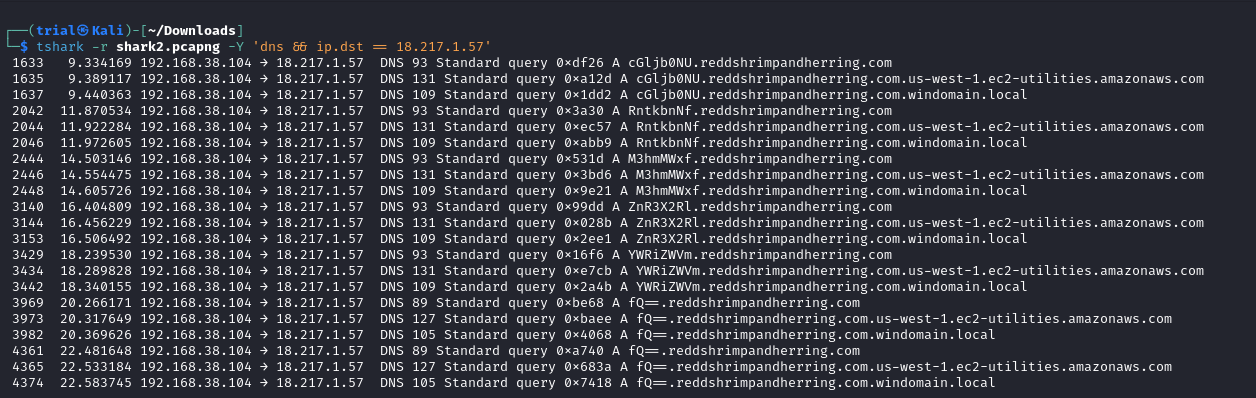 ┌──(trial㉿Kali)-[~/Downloads]
└─$ tshark -r shark2.pcapng -Y 'dns && ip.dst == 18.217.1.57'
1633 9.334169 192.168.38.104 → 18.217.1.57 DNS 93 Standard query 0×df26 A cGljb0NU.reddshrimpandherring.com
1635 9.389117 192.168.38.104 → 18.217.1.57 DNS 131 Standard query 0×a12d A cGljb0NU.reddshrimpandherring.com.us-west-1.ec2-utilities.amazonaws.com
1637 9.440363 192.168.38.104 → 18.217.1.57 DNS 109 Standard query 0×1dd2 A cGljb0NU.reddshrimpandherring.com.windomain.local
2042 11.870534 192.168.38.104 → 18.217.1.57 DNS 93 Standard query 0×3a30 A RntkbnNf.reddshrimpandherring.com
2044 11.922284 192.168.38.104 → 18.217.1.57 DNS 131 Standard query 0×ec57 A RntkbnNf.reddshrimpandherring.com.us-west-1.ec2-utilities.amazonaws.com
2046 11.972605 192.168.38.104 → 18.217.1.57 DNS 109 Standard query 0×abb9 A RntkbnNf.reddshrimpandherring.com.windomain.local
2444 14.503146 192.168.38.104 → 18.217.1.57 DNS 93 Standard query 0×531d A M3hmMWxf.reddshrimpandherring.com
2446 14.554475 192.168.38.104 → 18.217.1.57 DNS 131 Standard query 0×3bd6 A M3hmMWxf.reddshrimpandherring.com.us-west-1.ec2-utilities.amazonaws.com
2448 14.605726 192.168.38.104 → 18.217.1.57 DNS 109 Standard query 0×9e21 A M3hmMWxf.reddshrimpandherring.com.windomain.local
3140 16.404809 192.168.38.104 → 18.217.1.57 DNS 93 Standard query 0×99dd A ZnR3X2Rl.reddshrimpandherring.com
3144 16.456229 192.168.38.104 → 18.217.1.57 DNS 131 Standard query 0×028b A ZnR3X2Rl.reddshrimpandherring.com.us-west-1.ec2-utilities.amazonaws.com
3153 16.506492 192.168.38.104 → 18.217.1.57 DNS 109 Standard query 0×2ee1 A ZnR3X2Rl.reddshrimpandherring.com.windomain.local
3429 18.239530 192.168.38.104 → 18.217.1.57 DNS 93 Standard query 0×16f6 A YWRiZWVm.reddshrimpandherring.com
3434 18.289828 192.168.38.104 → 18.217.1.57 DNS 131 Standard query 0×e7cb A YWRiZWVm.reddshrimpandherring.com.us-west-1.ec2-utilities.amazonaws.com
3442 18.340155 192.168.38.104 → 18.217.1.57 DNS 109 Standard query 0×2a4b A YWRiZWVm.reddshrimpandherring.com.windomain.local
3969 20.266171 192.168.38.104 → 18.217.1.57 DNS 89 Standard query 0×be68 A fQ==.reddshrimpandherring.com
3973 20.317649 192.168.38.104 → 18.217.1.57 DNS 127 Standard query 0×baee A fQ==.reddshrimpandherring.com.us-west-1.ec2-utilities.amazonaws.com
3982 20.369626 192.168.38.104 → 18.217.1.57 DNS 105 Standard query 0×4068 A fQ==.reddshrimpandherring.com.windomain.local
4361 22.481648 192.168.38.104 → 18.217.1.57 DNS 89 Standard query 0×a740 A fQ==.reddshrimpandherring.com
4365 22.533184 192.168.38.104 → 18.217.1.57 DNS 127 Standard query 0×683a A fQ==.reddshrimpandherring.com.us-west-1.ec2-utilities.amazonaws.com
4374 22.583745 192.168.38.104 → 18.217.1.57 DNS 105 Standard query 0×7418 A fQ==.reddshrimpandherring.com.windomain.local